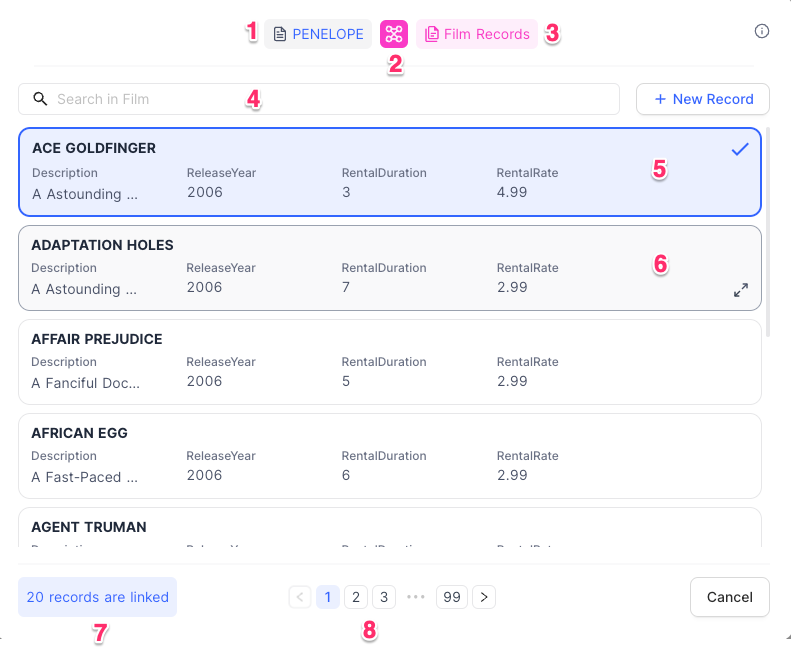 1 PENELOPE 2 Film Records 3
Search in Film 4
+ New Record
ACE GOLDFINGER
Description ReleaseYear RentalDuration RentalRate 5
A Astounding ... 2006 3 4.99
ADAPTATION HOLES
Description ReleaseYear RentalDuration RentalRate 6
A Astounding ... 2006 7 2.99
AFFAIR PREJUDICE
Description ReleaseYear RentalDuration RentalRate
A Fanciful Doc... 2006 5 2.99
AFRICAN EGG
Description ReleaseYear RentalDuration RentalRate
A Fast-Paced ... 2006 6 2.99
AGENT TRUMAN
20 records are linked < 1 2 3 ••• 99 > Cancel
7 8